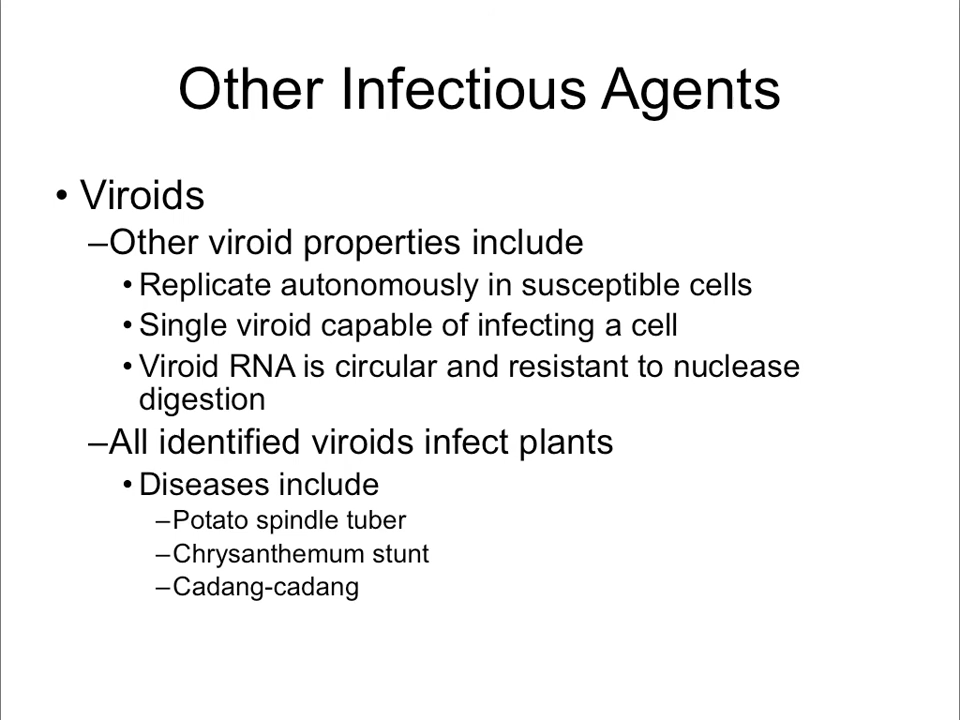 Other Infectious Agents
• Viroids
–Other viroid properties include
• Replicate autonomously in susceptible cells
• Single viroid capable of infecting a cell
• Viroid RNA is circular and resistant to nuclease
digestion
–All identified viroids infect plants
• Diseases include
–Potato spindle tuber
–Chrysanthemum stunt
–Cadang-cadang